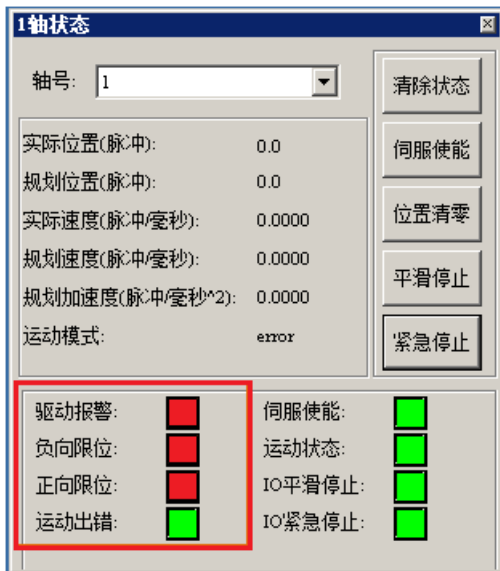 1轴状态
轴号: 1
清除状态
实际位置(脉冲): 0.0
伺服使能
规划位置(脉冲): 0.0
实际速度(脉冲/毫秒): 0.0000
位置清零
规划速度(脉冲/毫秒): 0.0000
平滑停止
规划加速度(脉冲/毫秒^2): 0.0000
运动模式: error
紧急停止
驱动报警: 伺服使能:
负向限位: 运动状态:
正向限位: IO平滑停止:
运动出错: IO紧急停止: